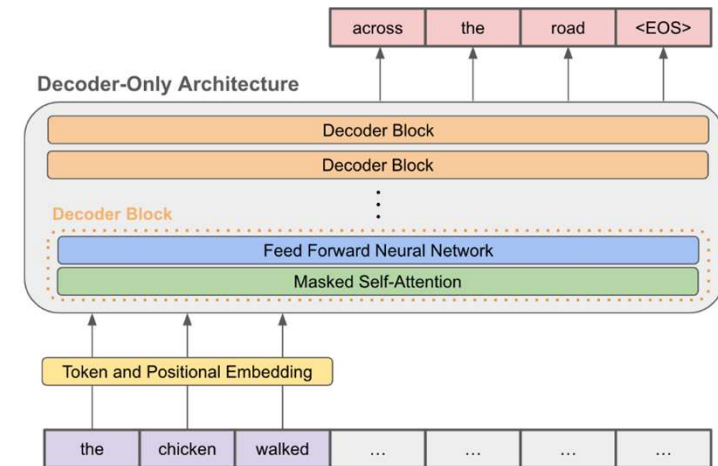 across the road <EOS>
Decoder-Only Architecture
Decoder Block
Decoder Block
Decoder Block
Feed Forward Neural Network
Masked Self-Attention
Token and Positional Embedding
the chicken walked ... ... ... ...